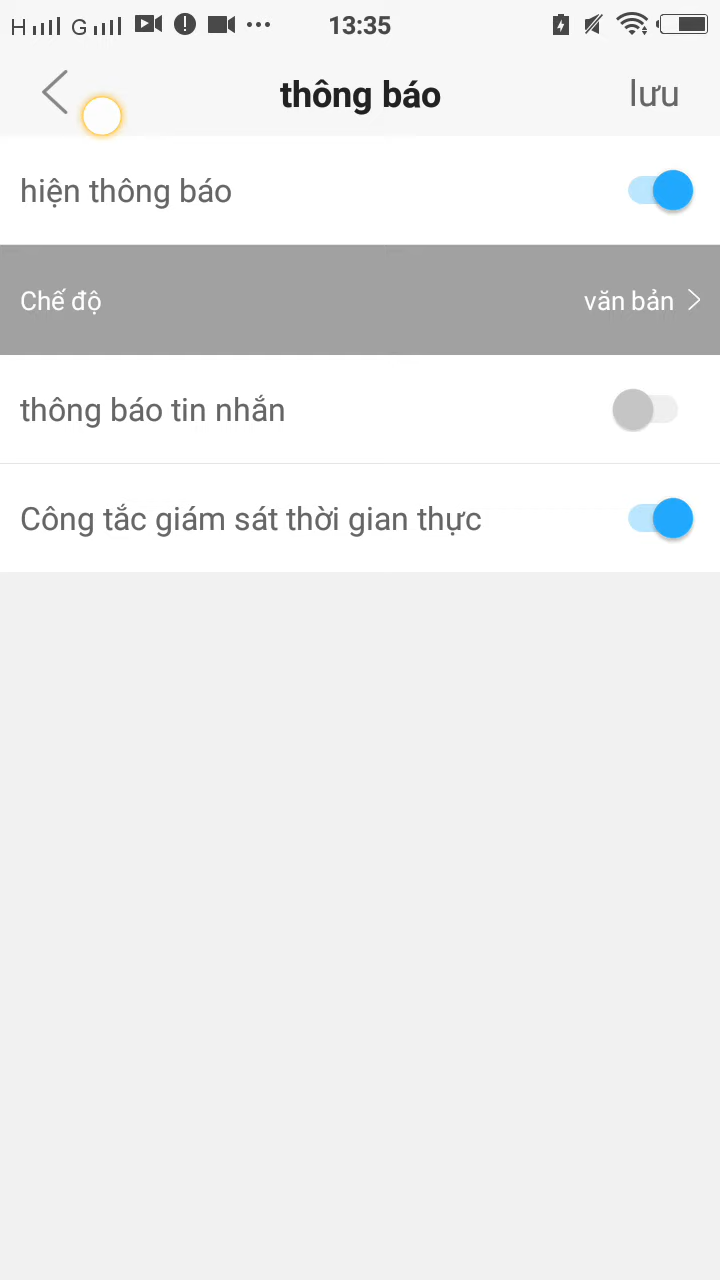 H G 13:35
thông báo lưu
hiện thông báo
Chế độ văn bản
thông báo tin nhắn
Công tắc giám sát thời gian thực